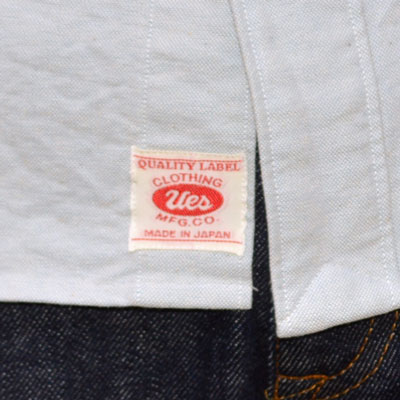 QUALITY LABEL
CLOTHING
Ues
MFG.CO.
MADE IN JAPAN